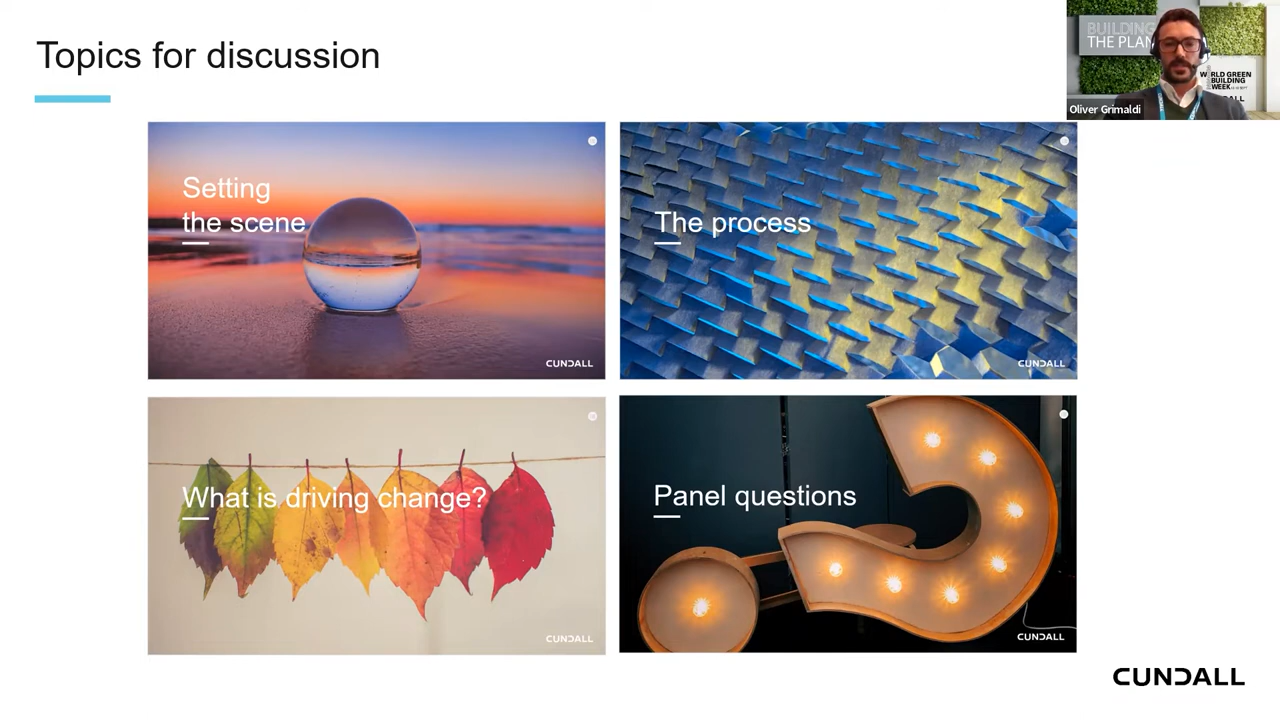 Topics for discussion
BUILDING
THE PLAN
WORLD GREEN
BUILDING
WEEK
Oliver Grimaldi
Setting
the scene
CUNDALL
The process
CUNDALL
What is driving change?
CUNDALL
Panel questions
CUNDALL
CUNDALL